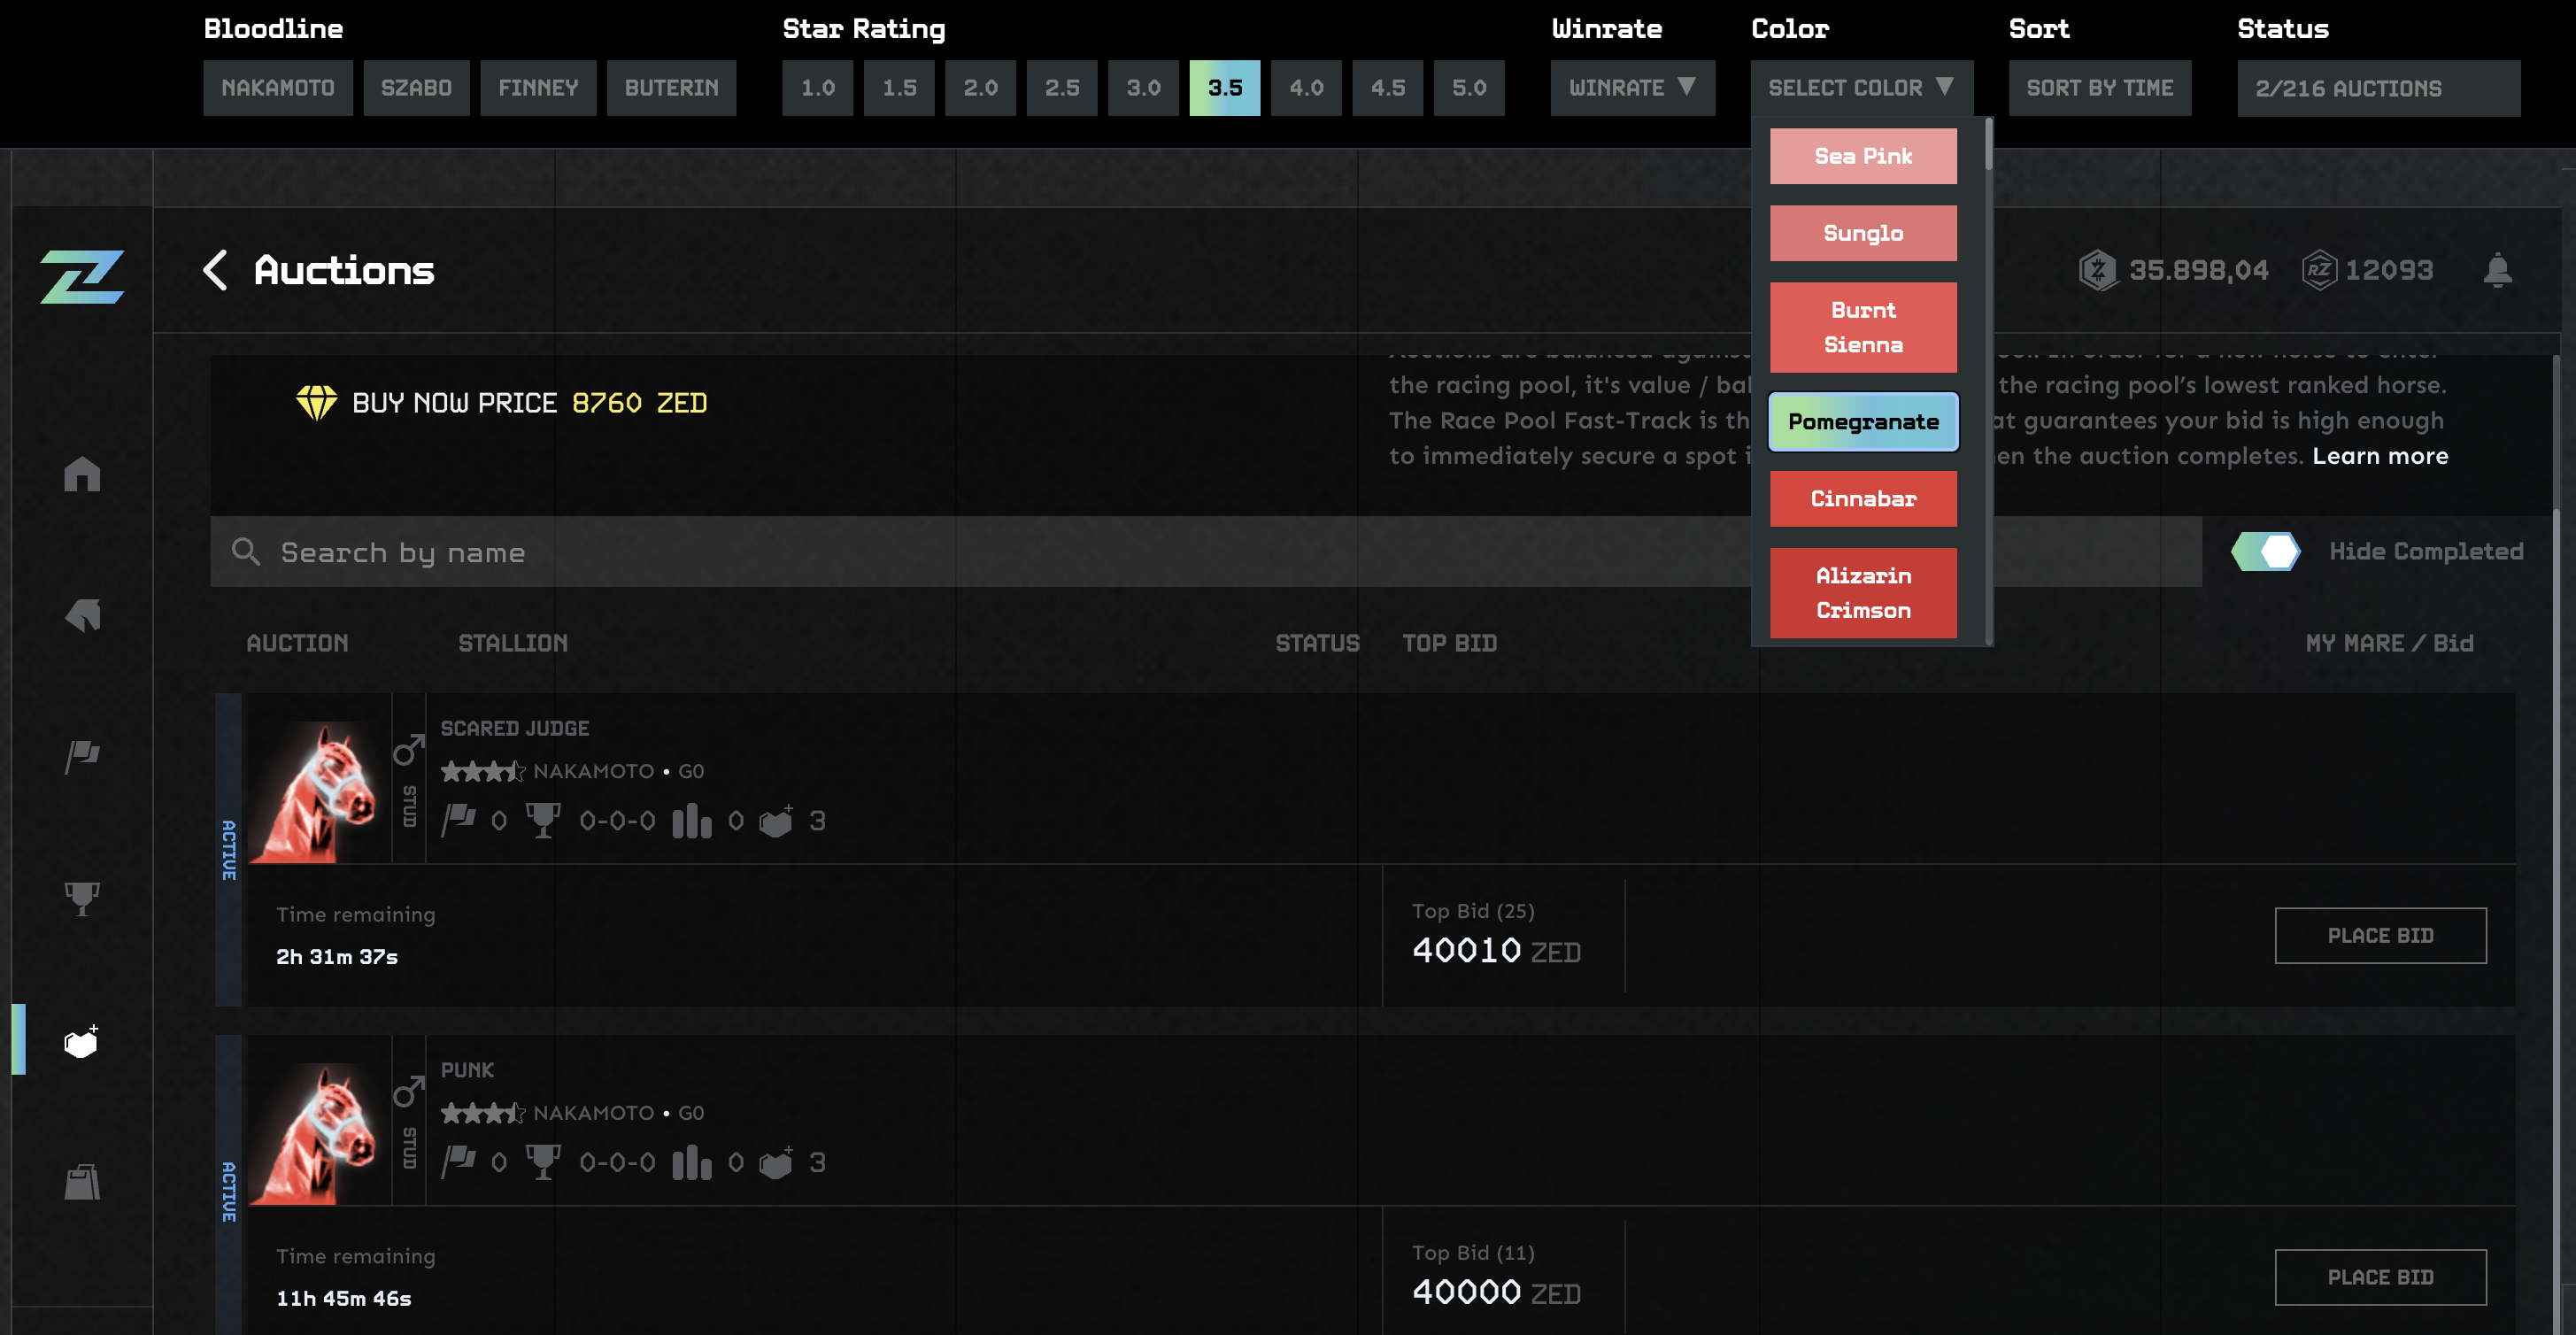 Bloodline
Star Rating
Winrate
Color
Sort
Status
NAKAMOTO
SZABO
FINNEY
BUTERIN
1.0
1.5
2.0
2.5
3.0
3.5
4.0
4.5
5.0
WINRATE ▼
SELECT COLOR ▼
SORT BY TIME
2/216 AUCTIONS
Sea Pink
Sunglo
Burnt
Sienna
Pomegranate
Cinnabar
Alizarin
Crimson
Auctions
35.898,04
RZ
12093
BUY NOW PRICE 8760 ZED
Auctions are balanced against
the racing pool, it's value / bal
the racing pool's lowest ranked horse.
The Race Pool Fast-Track is th
at guarantees your bid is high enough
to immediately secure a spot i
en the auction completes. Learn more
Search by name
Hide Completed
AUCTION
STALLION
STATUS
TOP BID
MY MARE / Bid
ACTIVE
STUD
SCARED JUDGE
NAKAMOTO • G0
0
0-0-0
0
3
Time remaining
2h 31m 37s
Top Bid (25)
40010 ZED
PLACE BID
ACTIVE
STUD
PUNK
NAKAMOTO • G0
0
0-0-0
0
3
Time remaining
11h 45m 46s
Top Bid (11)
40000 ZED
PLACE BID